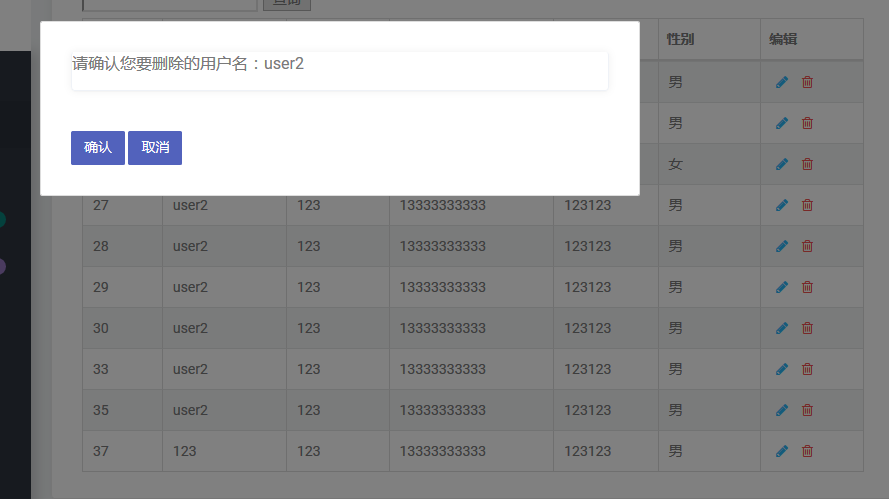 查询
性别 编辑
请确认您要删除的用户名：user2
确认 取消
男
男
女
27 user2 123 13333333333 123123 男
28 user2 123 13333333333 123123 男
29 user2 123 13333333333 123123 男
30 user2 123 13333333333 123123 男
33 user2 123 13333333333 123123 男
35 user2 123 13333333333 123123 男
37 123 123 13333333333 123123 男